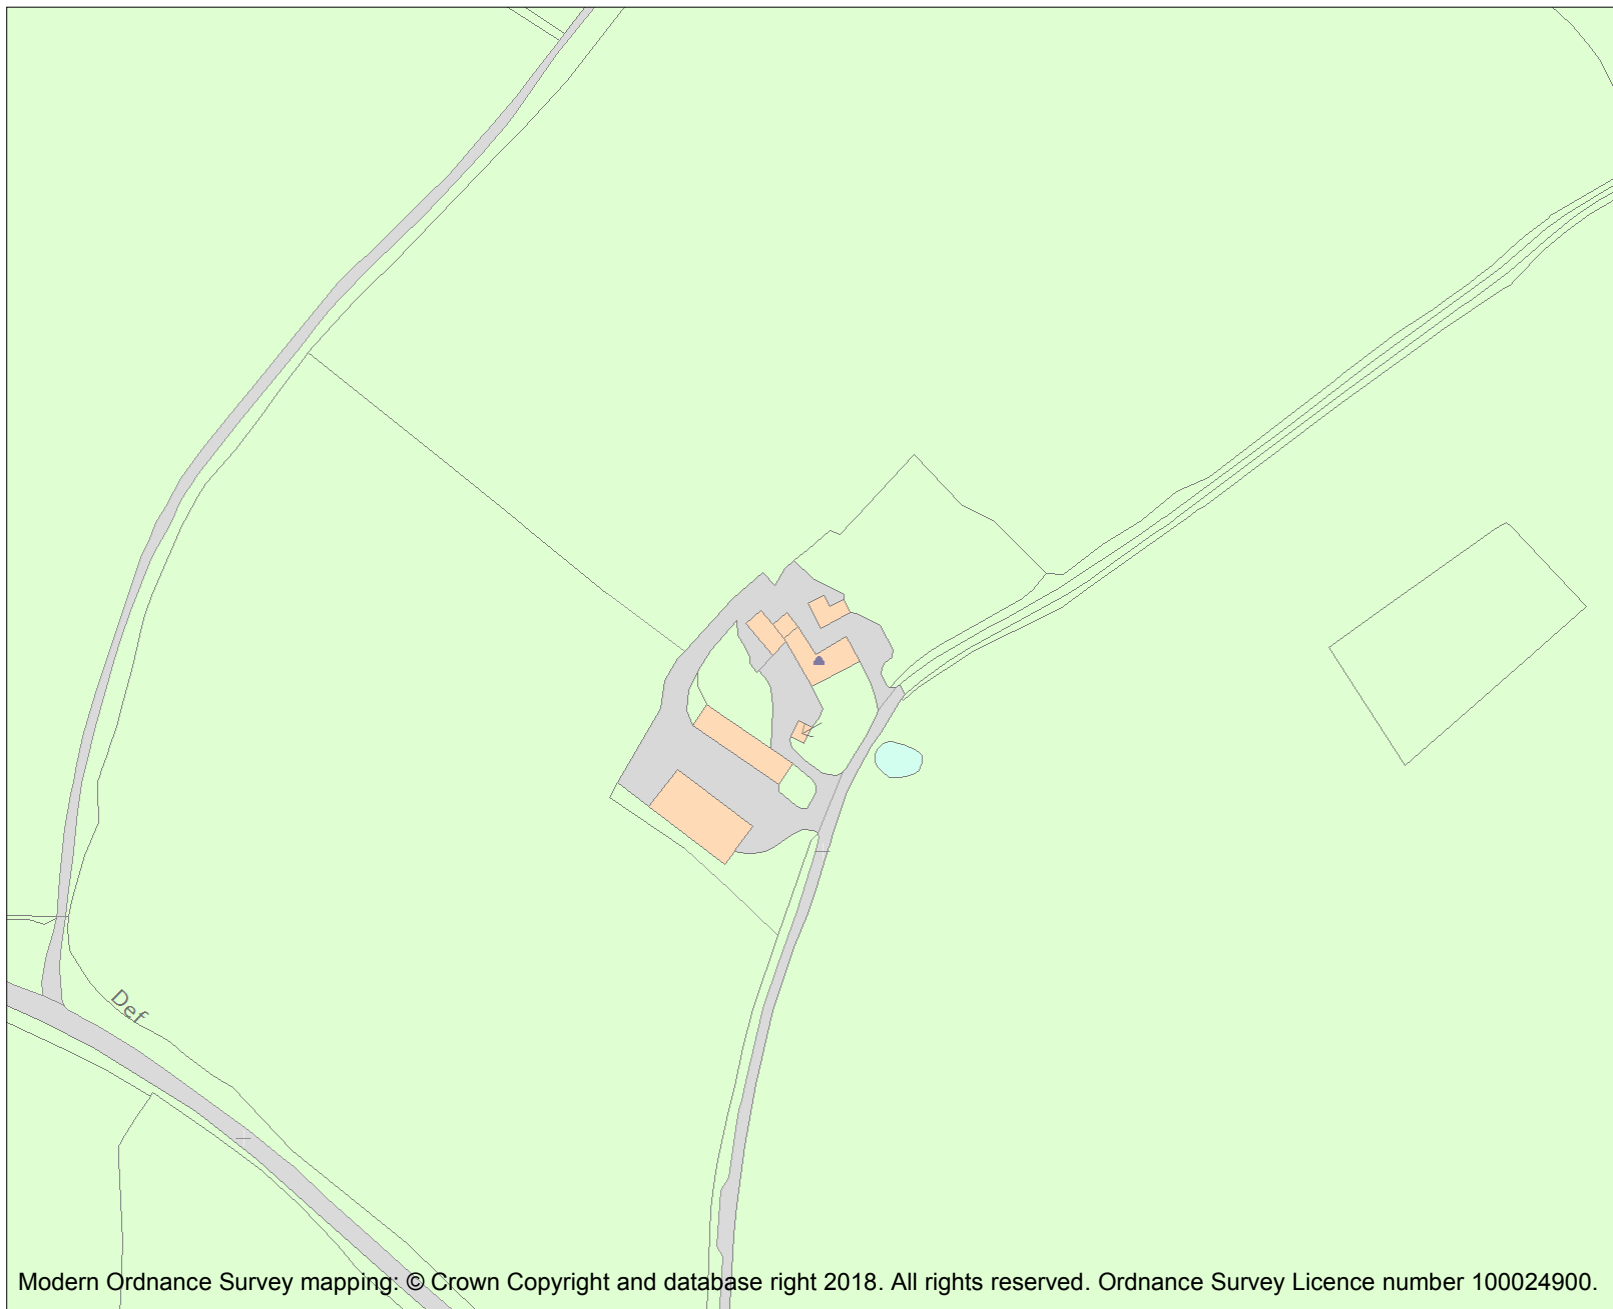 Def
Modern Ordnance Survey mapping: © Crown Copyright and database right 2018. All rights reserved. Ordnance Survey Licence number 100024900.